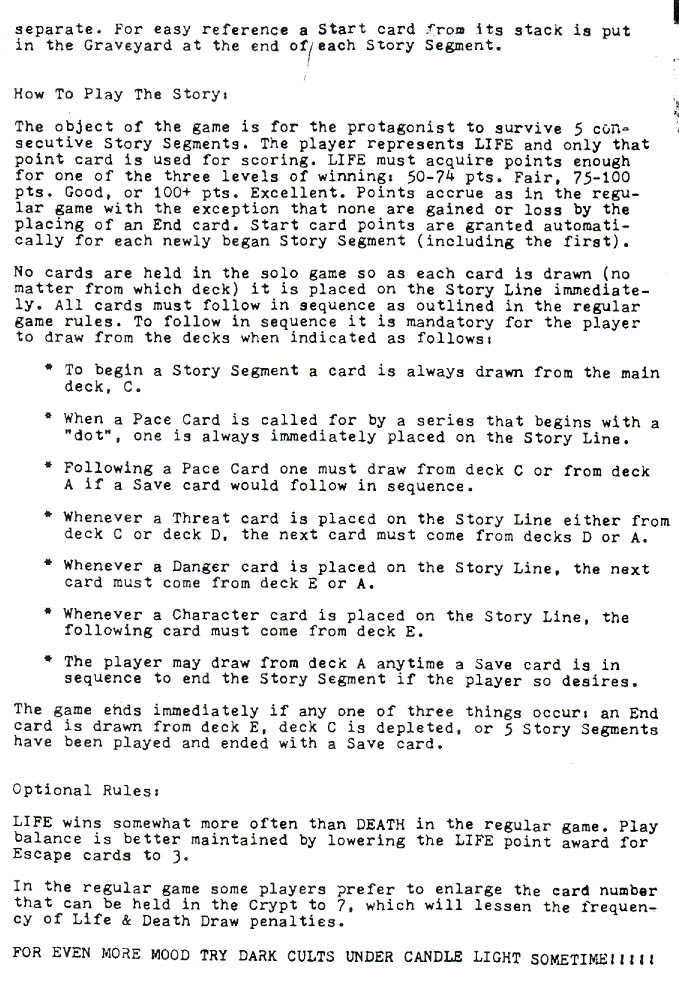 separate. For easy reference a Start card from its stack is put
in the Graveyard at the end of each Story Segment.
How To Play The Story:
The object of the game is for the protagonist to survive 5 con-
secutive Story Segments. The player represents LIFE and only that
point card is used for scoring. LIFE must acquire points enough
for one of the three levels of winning: 50-74 pts. Fair, 75-100
pts. Good, or 100+ pts. Excellent. Points accrue as in the regu-
lar game with the exception that none are gained or loss by the
placing of an End card. Start card points are granted automati-
cally for each newly began Story Segment (including the first).
No cards are held in the solo game so as each card is drawn (no
matter from which deck) it is placed on the Story Line immediate-
ly. All cards must follow in sequence as outlined in the regular
game rules. To follow in sequence it is mandatory for the player
to draw from the decks when indicated as follows:
* To begin a Story Segment a card is always drawn from the main
deck, C.
* When a Pace Card is called for by a series that begins with a
"dot", one is always immediately placed on the Story Line.
* Following a Pace Card one must draw from deck C or from deck
A if a Save card would follow in sequence.
* Whenever a Threat card is placed on the Story Line either from
deck C or deck D, the next card must come from decks D or A.
* Whenever a Danger card is placed on the Story Line, the next
card must come from deck E or A.
* Whenever a Character card is placed on the Story Line, the
following card must come from deck E.
* The player may draw from deck A anytime a Save card is in
sequence to end the Story Segment if the player so desires.
The game ends immediately if any one of three things occur: an End
card is drawn from deck E, deck C is depleted, or 5 Story Segments
have been played and ended with a Save card.
Optional Rules:
LIFE wins somewhat more often than DEATH in the regular game. Play
balance is better maintained by lowering the LIFE point award for
Escape cards to 3.
In the regular game some players prefer to enlarge the card number
that can be held in the Crypt to 7, which will lessen the frequen-
cy of Life & Death Draw penalties.
FOR EVEN MORE MOOD TRY DARK CULTS UNDER CANDLE LIGHT SOMETIME!!!!!!